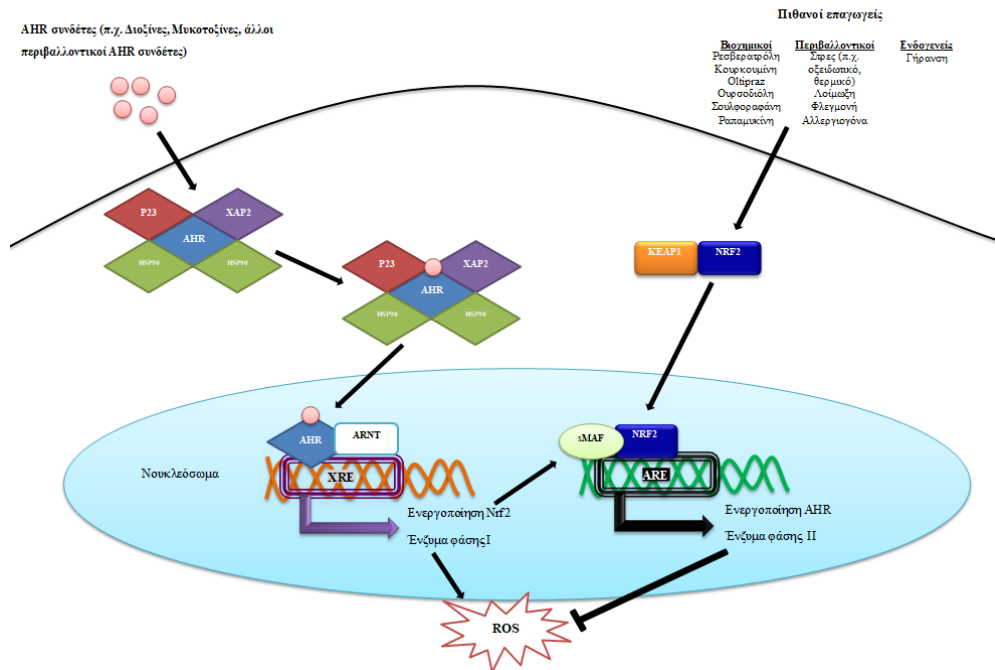 AHR συνδέτες (π.χ. Διοξίνες, Μυκοτοξίνες, άλλοι
περιβαλλοντικοί AHR συνδέτες)
Πιθανοί επαγωγείς
Βιοχημικοί
Ρεσβερατρόλη
Κουρκουμίνη
Oltipraz
Ουρσοδιόλη
Σουλφοραφάνη
Ραπαμυκίνη
Περιβαλλοντικοί
Στρες (π.χ.
οξειδωτικό,
θερμικό)
Λοίμωξη
Φλεγμονή
Αλλεργιογόνα
Ενδογενείς
Γήρανση
P23
XAP2
AHR
HSP90
HSP90
P23
XAP2
AHR
HSP90
HSP90
KEAP1
NRF2
AHR
ARNT
XRE
sMAF
NRF2
ARE
Νουκλεόσωμα
Ενεργοποίηση Nrf2
Ένζυμα φάσης I
Ενεργοποίηση AHR
Ένζυμα φάσης II
ROS